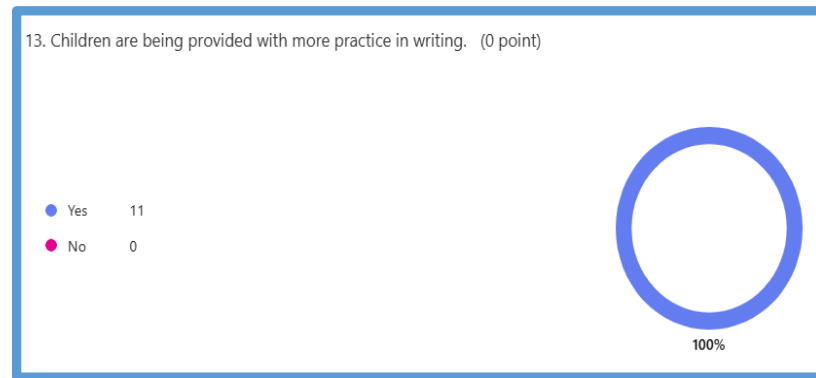 13. Children are being provided with more practice in writing. (0 point)
Yes 11
No 0
100%